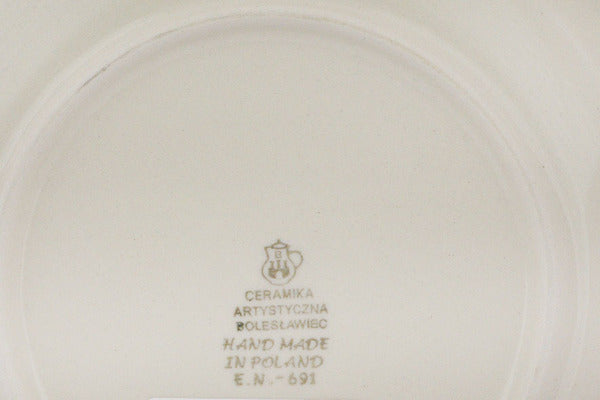 B
CERAMIKA
ARTYSTYCZNA
BOLESŁAWIEC
HAND MADE
IN POLAND
E.N.-691